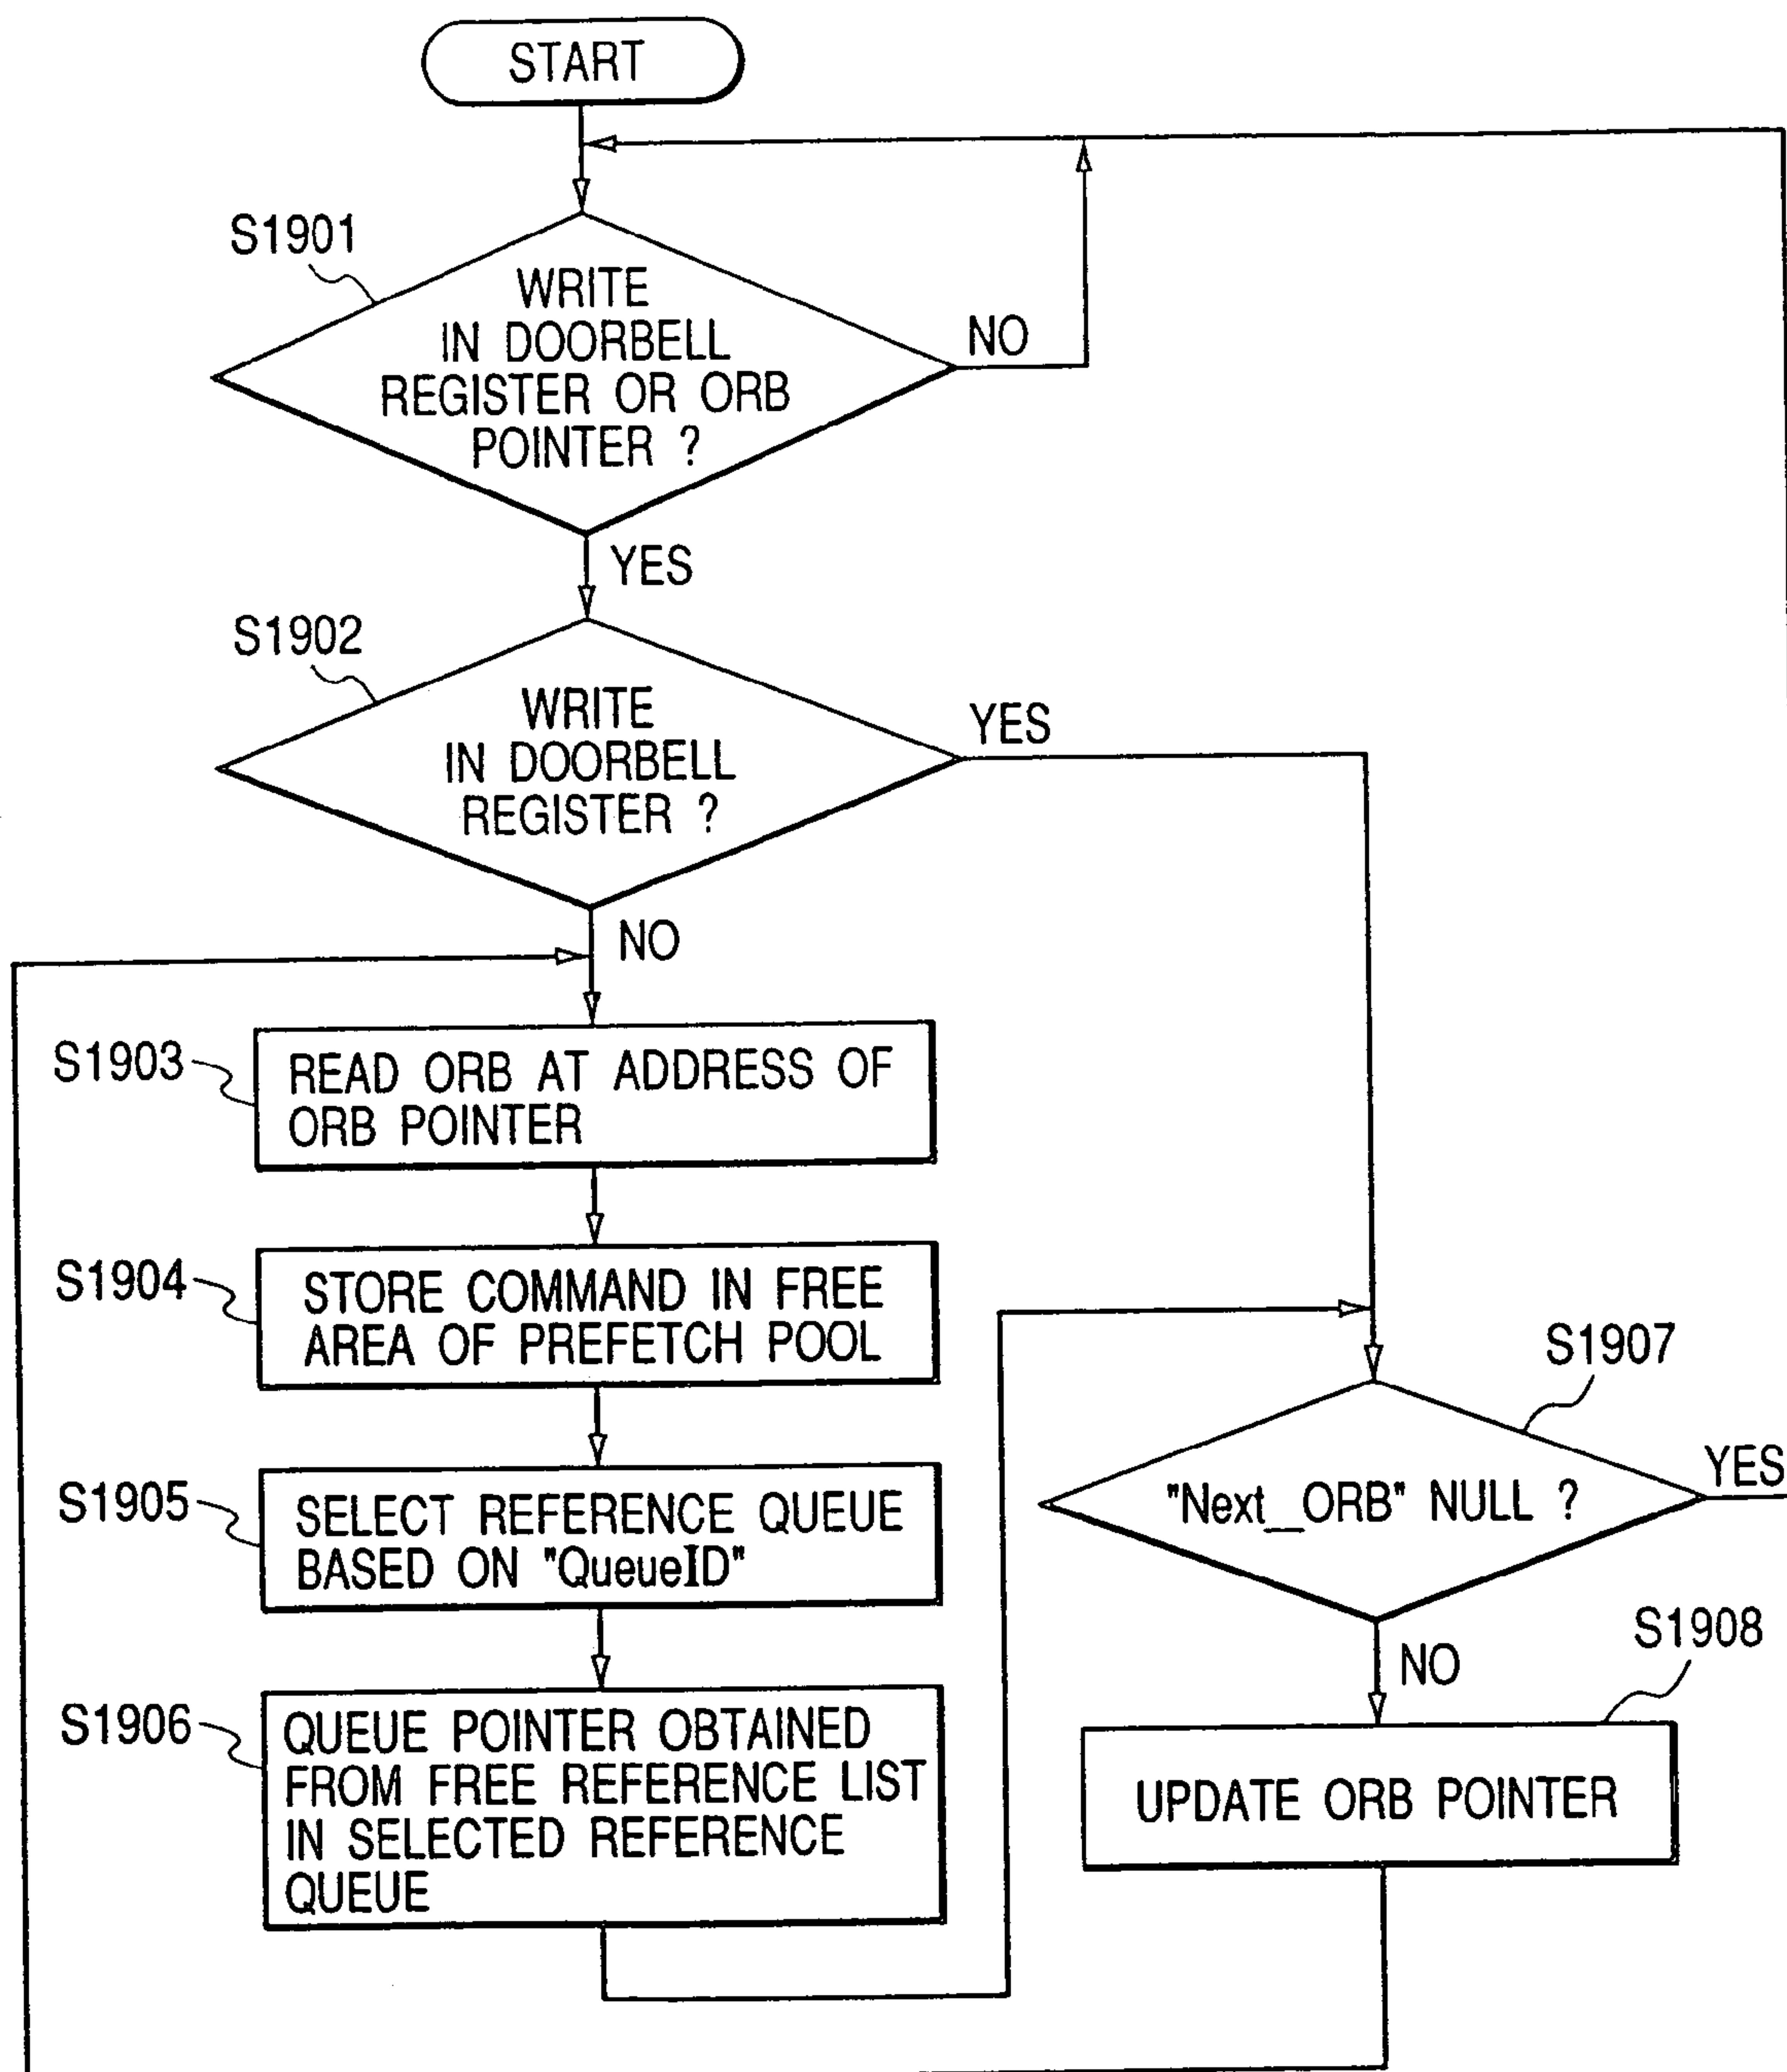 START
S1901
WRITE
IN DOORBELL
REGISTER OR ORB
POINTER ?
NO
YES
S1902
WRITE
IN DOORBELL
REGISTER ?
YES
NO
S1903
READ ORB AT ADDRESS OF
ORB POINTER
S1904
STORE COMMAND IN FREE
AREA OF PREFETCH POOL
S1905
SELECT REFERENCE QUEUE
BASED ON "QueueID"
S1906
QUEUE POINTER OBTAINED
FROM FREE REFERENCE LIST
IN SELECTED REFERENCE
QUEUE
S1907
"Next_ORB" NULL ?
YES
NO
S1908
UPDATE ORB POINTER